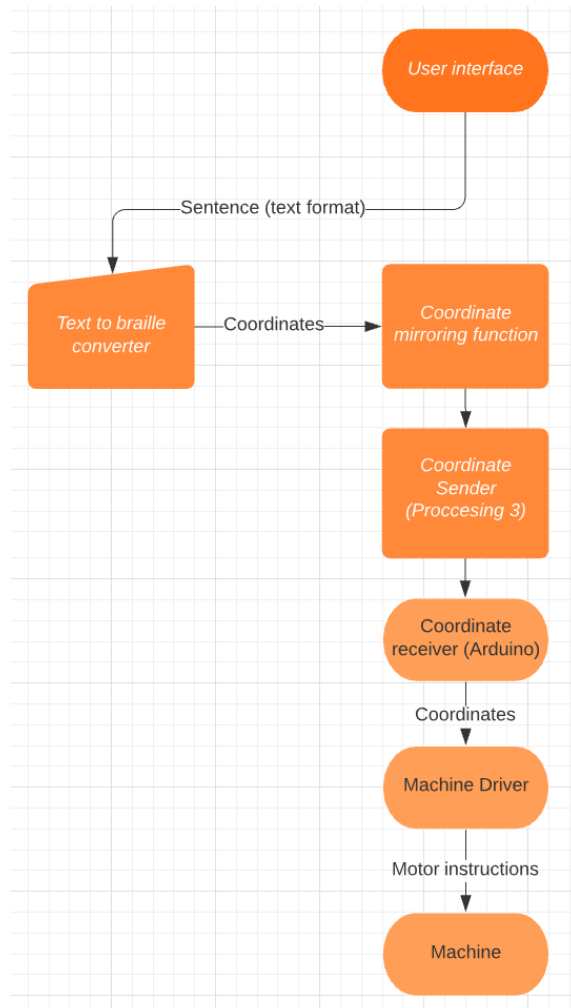 User interface
Sentence (text format)
Text to braille
converter
Coordinates
Coordinate
mirroring function
Coordinate
Sender
(Proccesing 3)
Coordinate
receiver (Arduino)
Coordinates
Machine Driver
Motor instructions
Machine